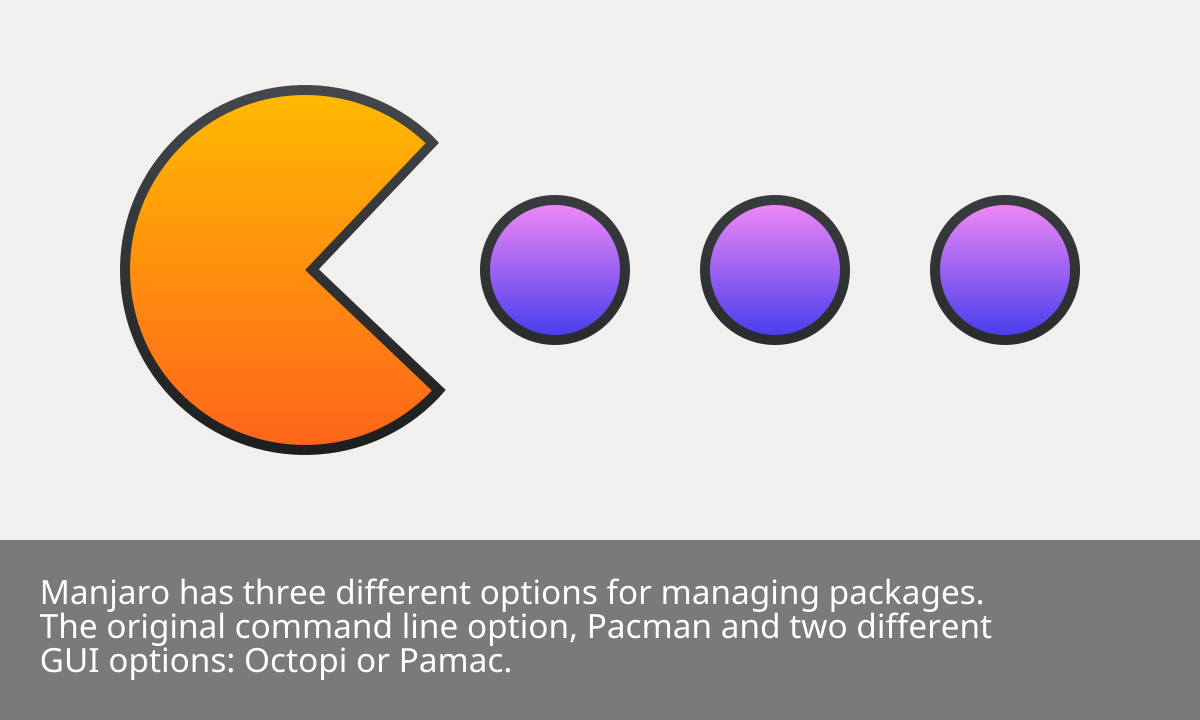 Manjaro has three different options for managing packages.
The original command line option, Pacman and two different
GUI options: Octopi or Pamac.